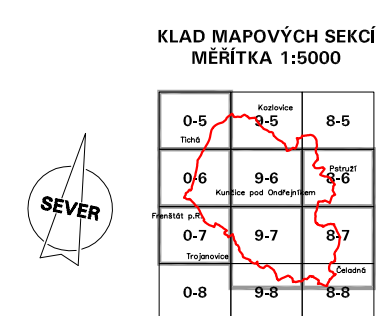 KLAD MAPOVÝCH SEKCÍ
MĚŘÍTKA 1:5000
Kozlovice
0-5 9-5 8-5
Tichá
Pstruží
0-6 9-6 8-6
Kunčice pod Ondřejníkem
SEVER
Frenštát p.R.
0-7 9-7 8-7
Trojanovice
Čeladná
0-8 9-8 8-8